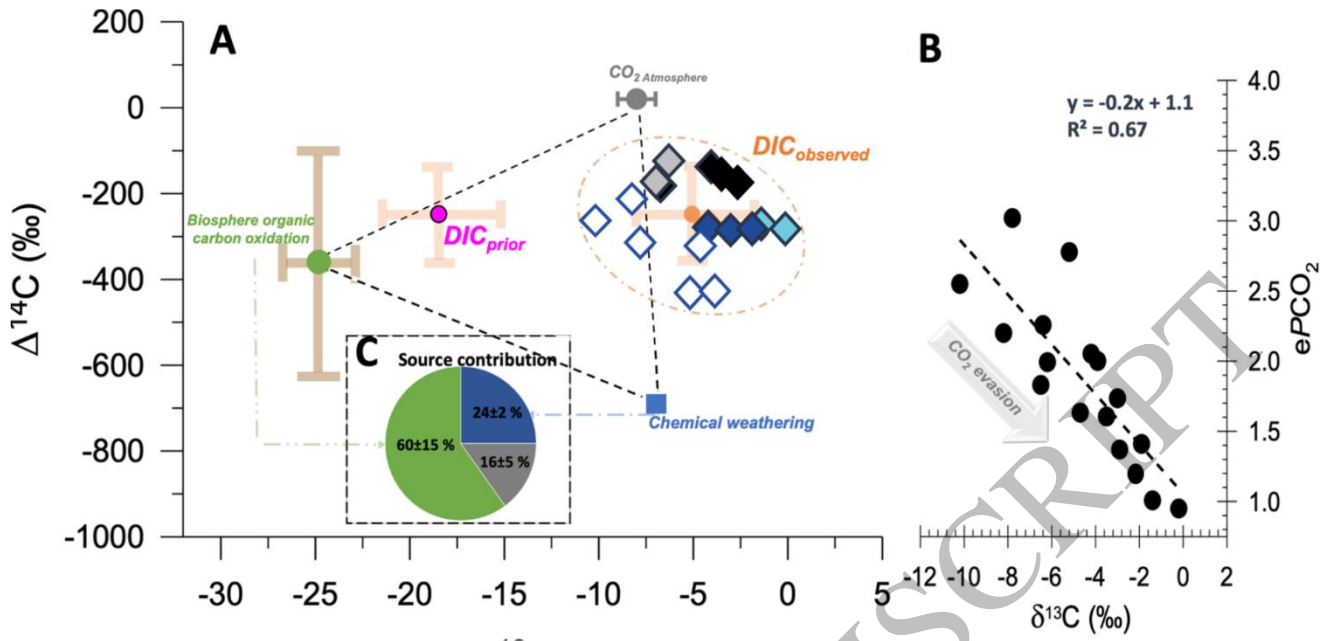 A
B
200
0
-200
-400
-600
-800
-1000
Δ¹⁴C (‰)
CO₂ Atmosphere
DIC_observed
Biosphere organic
carbon oxidation
DIC_prior
C
Source contribution
24±2 %
60±15 %
16±5 %
Chemical weathering
-30
-25
-20
-15
-10
-5
0
5
y = -0.2x + 1.1
R² = 0.67
4.0
3.5
3.0
2.5
2.0
1.5
1.0
ePCO₂
CO₂ evasion
-12
-10
-8
-6
-4
-2
0
2
δ¹³C (‰)